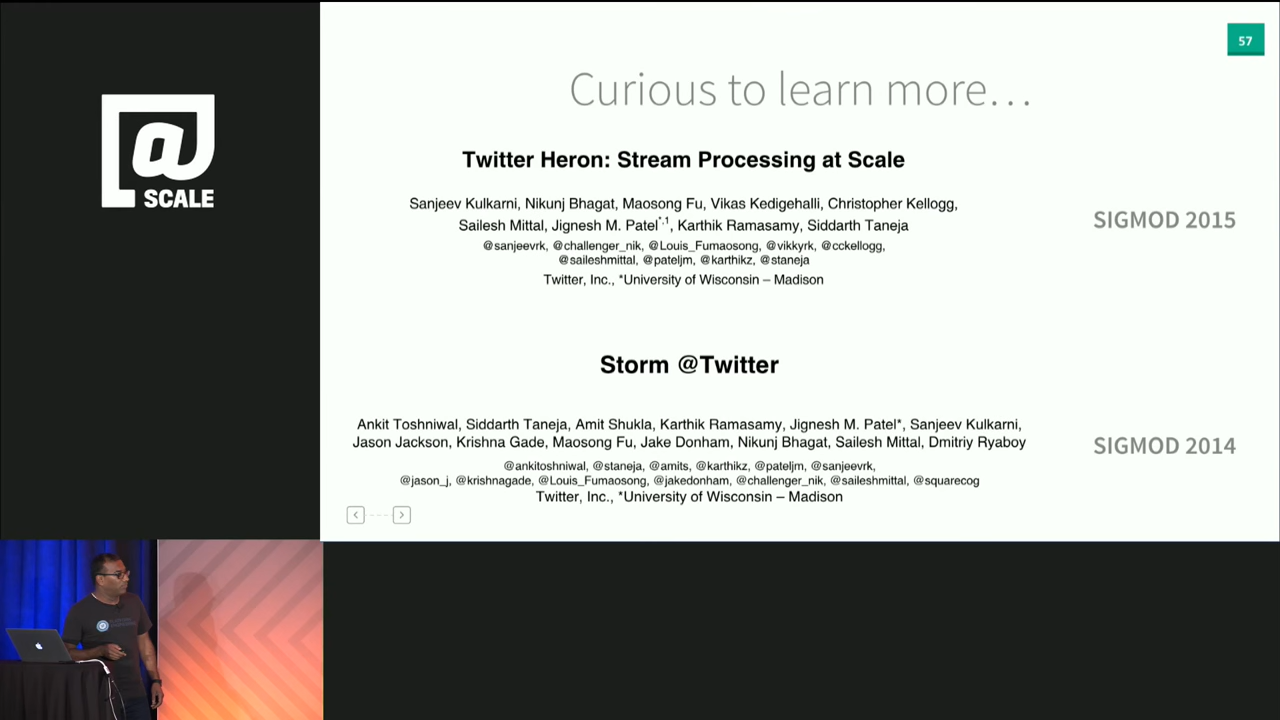 57
Curious to learn more…
@
SCALE
Twitter Heron: Stream Processing at Scale
Sanjeev Kulkarni, Nikunj Bhagat, Maosong Fu, Vikas Kedigehalli, Christopher Kellogg,
Sailesh Mittal, Jignesh M. Patel*,1, Karthik Ramasamy, Siddarth Taneja
@sanjeevrk, @challenger_nik, @Louis_Fumaosong, @vikkyrk, @cckellogg,
@saileshmittal, @pateljm, @karthikz, @staneja
Twitter, Inc., *University of Wisconsin – Madison
SIGMOD 2015
Storm @Twitter
Ankit Toshniwal, Siddarth Taneja, Amit Shukla, Karthik Ramasamy, Jignesh M. Patel*, Sanjeev Kulkarni,
Jason Jackson, Krishna Gade, Maosong Fu, Jake Donham, Nikunj Bhagat, Sailesh Mittal, Dmitriy Ryaboy
@ankitoshniwal, @staneja, @amits, @karthikz, @pateljm, @sanjeevrk,
@jason_j, @krishnagade, @Louis_Fumaosong, @jakedonham, @challenger_nik, @saileshmittal, @squarecog
Twitter, Inc., *University of Wisconsin – Madison
SIGMOD 2014